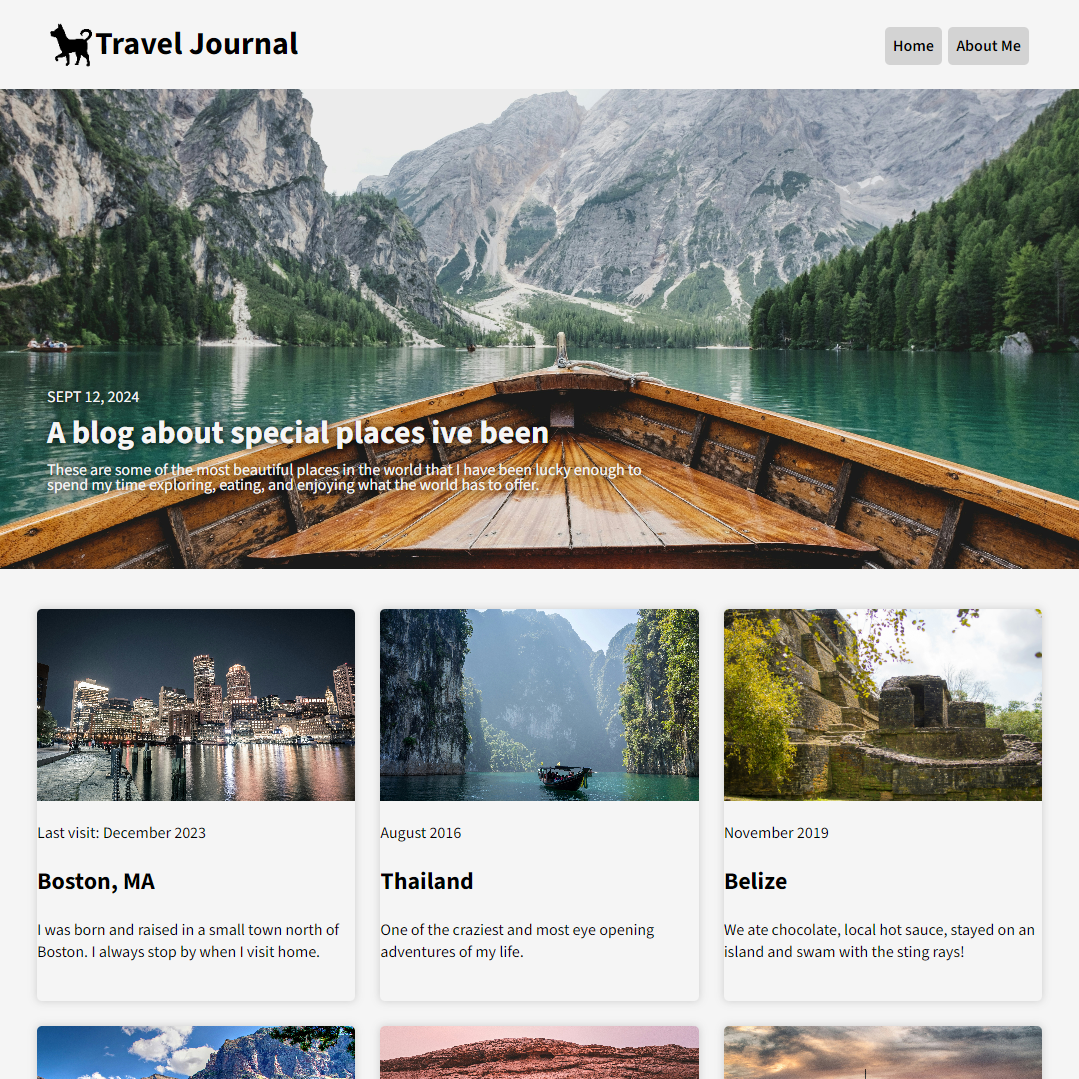 Travel Journal
Home
About Me
SEPT 12, 2024
A blog about special places ive been
These are some of the most beautiful places in the world that I have been lucky enough to
spend my time exploring, eating, and enjoying what the world has to offer.
Last visit: December 2023
Boston, MA
I was born and raised in a small town north of
Boston. I always stop by when I visit home.
August 2016
Thailand
One of the craziest and most eye opening
adventures of my life.
November 2019
Belize
We ate chocolate, local hot sauce, stayed on an
island and swam with the sting rays!